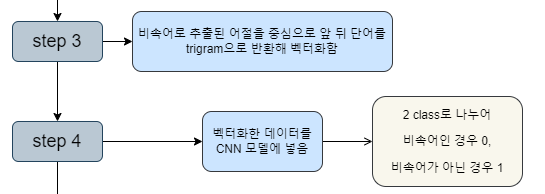 step 3
비속어로 추출된 어절을 중심으로 앞 뒤 단어를
trigram으로 반환해 벡터화함
step 4
벡터화한 데이터를
CNN 모델에 넣음
2 class로 나누어
비속어인 경우 0,
비속어가 아닌 경우 1